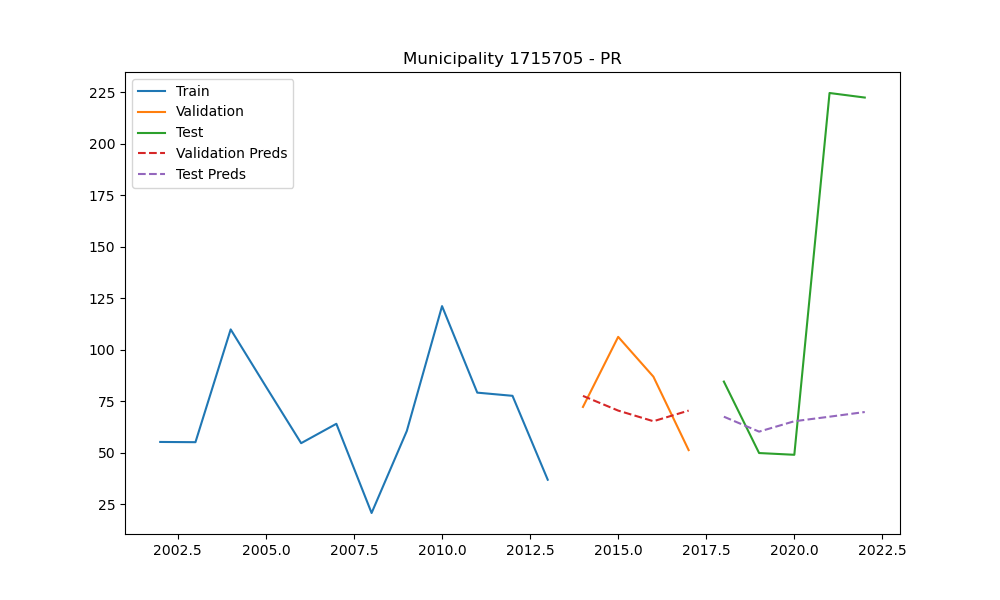 Municipality 1715705 - PR
Train
Validation
Test
Validation Preds
Test Preds
225
200
175
150
125
100
75
50
25
2002.5 2005.0 2007.5 2010.0 2012.5 2015.0 2017.5 2020.0 2022.5